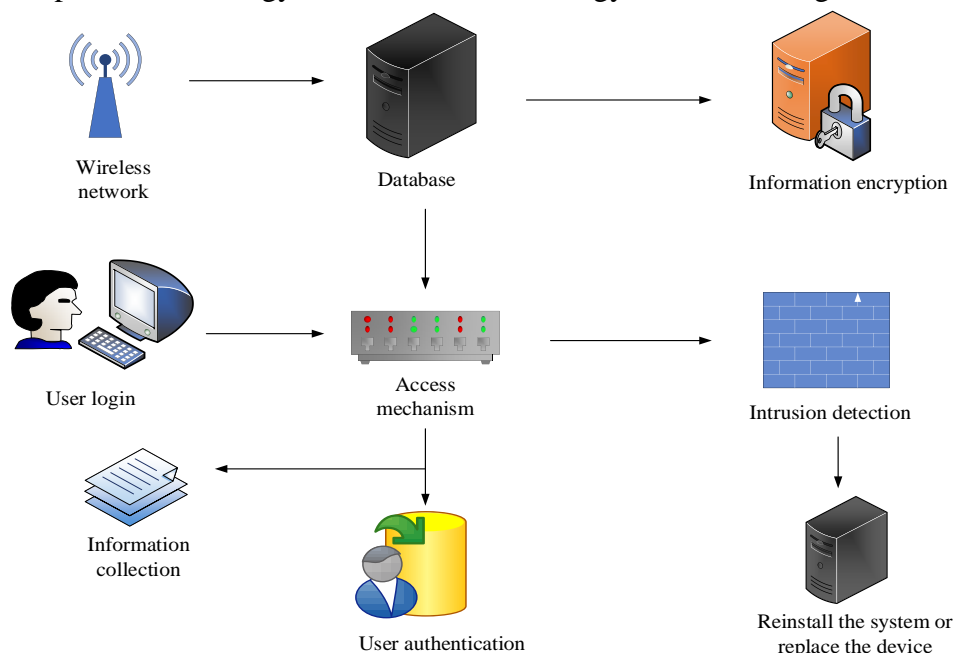 Wireless
network
Database
Information encryption
User login
Access
mechanism
Intrusion detection
Information
collection
User authentication
Reinstall the system or
replace the device